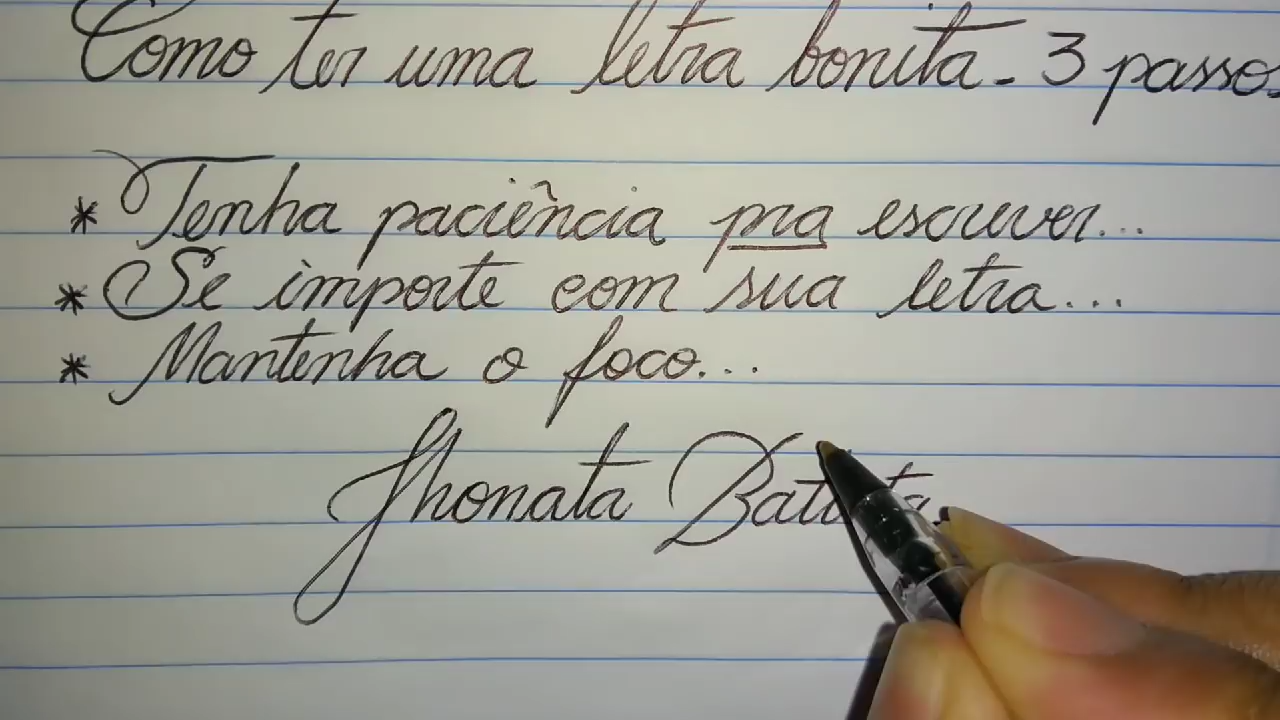 Como ter uma letra bonita - 3 passos
* Tenha paciência pra escrever...
* Se importe com sua letra...
* Mantenha o foco...
Jhonata